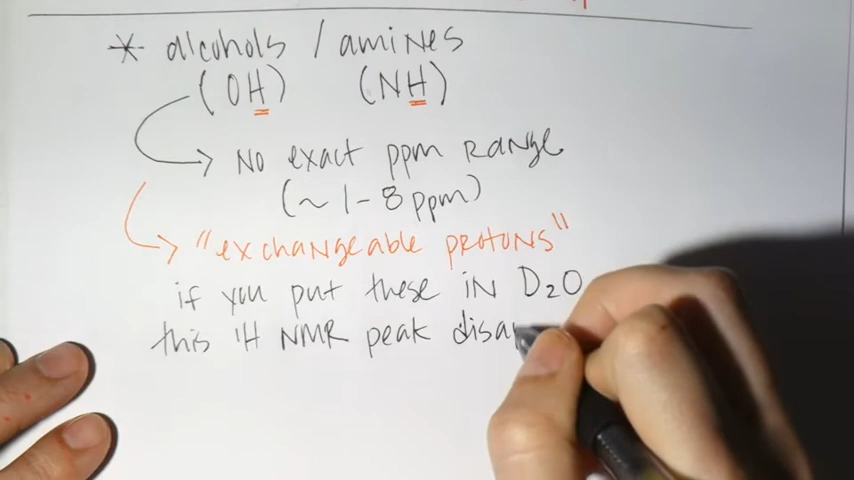 * alcohols / amines
(OH) (NH)
No exact ppm range
(~1-8 ppm)
"exchangeable protons"
if you put these in D₂O
this 1H NMR peak